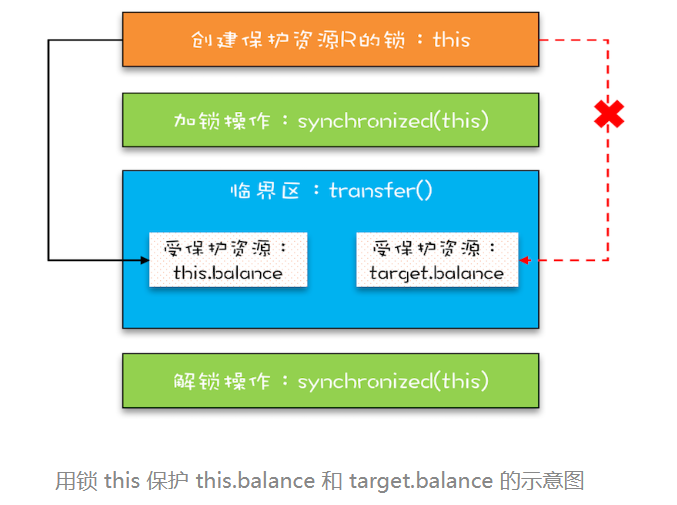 创建保护资源R的锁：this
加锁操作：synchronized(this)
临界区：transfer()
受保护资源：
this.balance
受保护资源：
target.balance
解锁操作：synchronized(this)
用锁 this 保护 this.balance 和 target.balance 的示意图